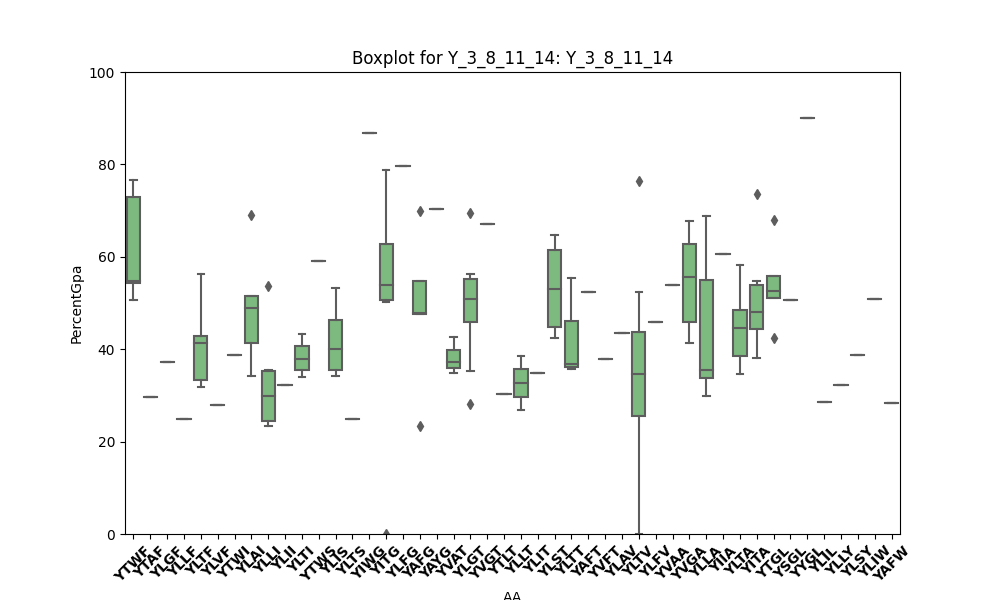 Boxplot for Y_3_8_11_14: Y_3_8_11_14
100
80
60
40
20
0
PercentGpa
YTWF YTAF YLGF YLLF YLTF YLVF YTWI YLAI YLLI YLII YLTI YTWS YLIS YLTS YIWG YITG YLFG YAFG YAYG YVAT YLGT YVGT YTLT YLLT YLIT YLST YLTT YAFT YVFT YLAV YLTV YLFV YVAA YVGA YLLA YIIA YLIA YITA YTGL YSGL YYGL YLIL YLLY YLSY YLIW YAFW
AA